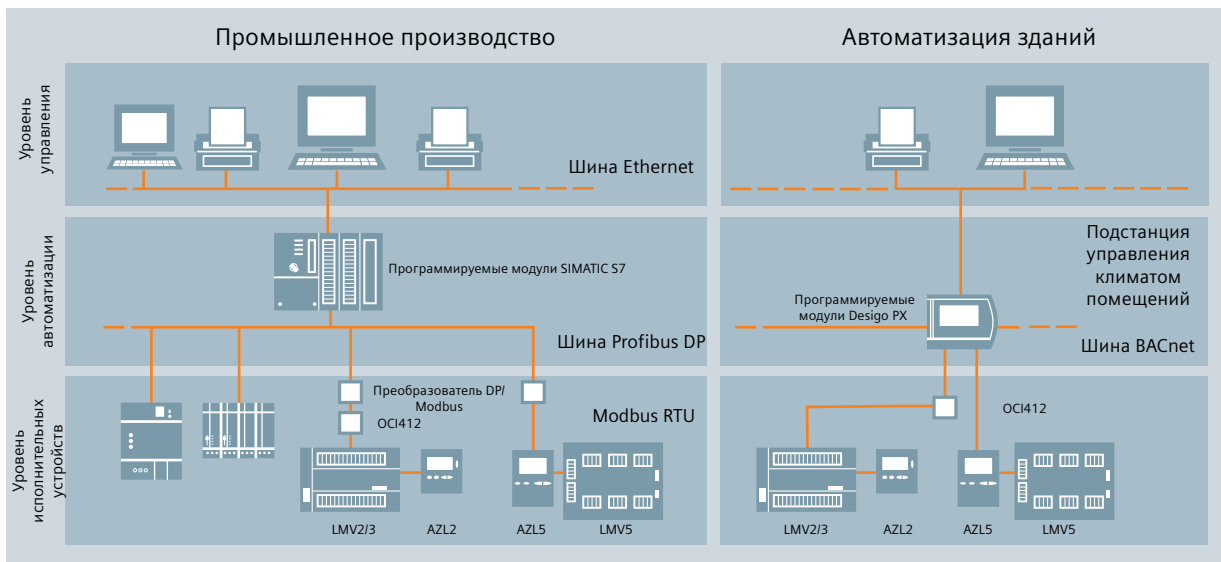 Промышленное производство
Автоматизация зданий
Уровень
управления
Шина Ethernet
Уровень
автоматизации
Программируемые модули SIMATIC S7
Шина Profibus DP
Подстанция
управления
климатом
помещений
Программируемые
модули Desigo PX
Шина BACnet
Уровень
исполнительных
устройств
Преобразователь DP/
Modbus
OCI412
Modbus RTU
LMV2/3
AZL2
AZL5
LMV5
OCI412
LMV2/3
AZL2
AZL5
LMV5